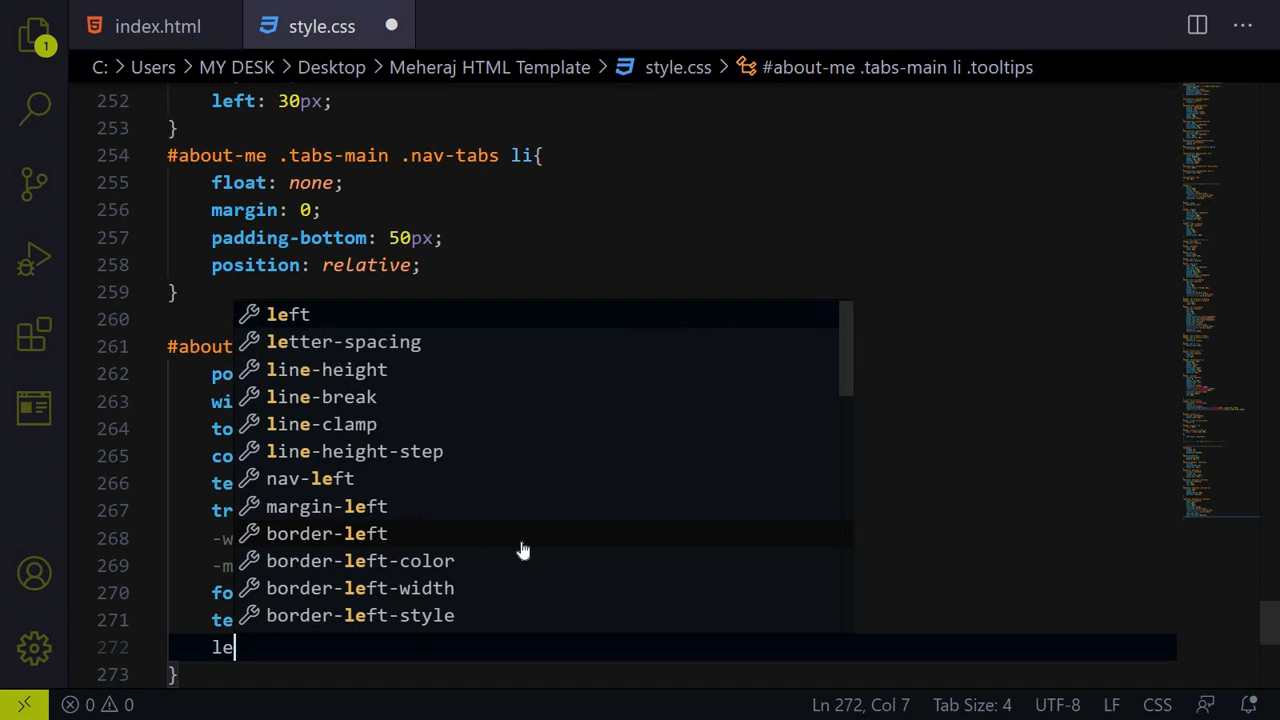 index.html
style.css
1
C: > Users > MY DESK > Desktop > Meheraj HTML Template > style.css > #about-me .tabs-main li .tooltips
252 left: 30px;
253 }
254 #about-me .tabs-main .nav-tabs li{
255 float: none;
256 margin: 0;
257 padding-bottom: 50px;
258 position: relative;
259 }
260
261 #about
262 po
263 wi
264 to
265 co
266 te
267 tr
268 -w
269 -m
270 fo
271 te
272 le
273 }
left
letter-spacing
line-height
line-break
line-clamp
line-height-step
nav-left
margin-left
border-left
border-left-color
border-left-width
border-left-style
0 0 Ln 272, Col 7 Tab Size: 4 UTF-8 LF CSS